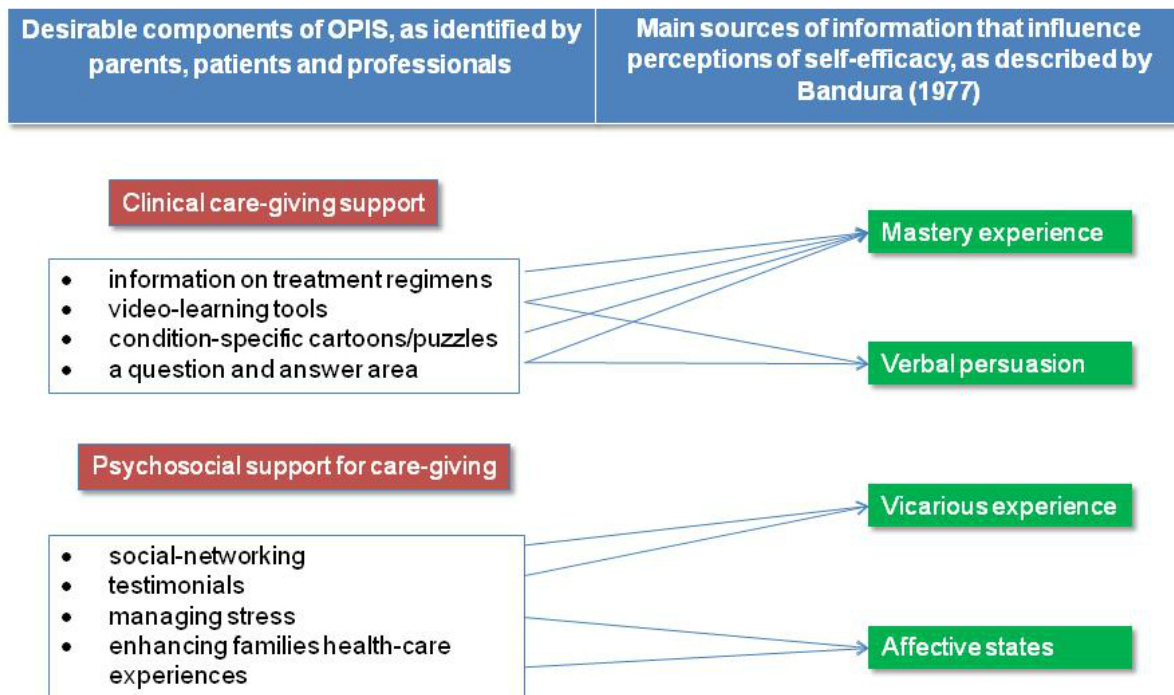 Desirable components of OPIS, as identified by
parents, patients and professionals
Main sources of information that influence
perceptions of self-efficacy, as described by
Bandura (1977)
Clinical care-giving support
• information on treatment regimens
• video-learning tools
• condition-specific cartoons/puzzles
• a question and answer area
Mastery experience
Verbal persuasion
Psychosocial support for care-giving
• social-networking
• testimonials
• managing stress
• enhancing families health-care
experiences
Vicarious experience
Affective states